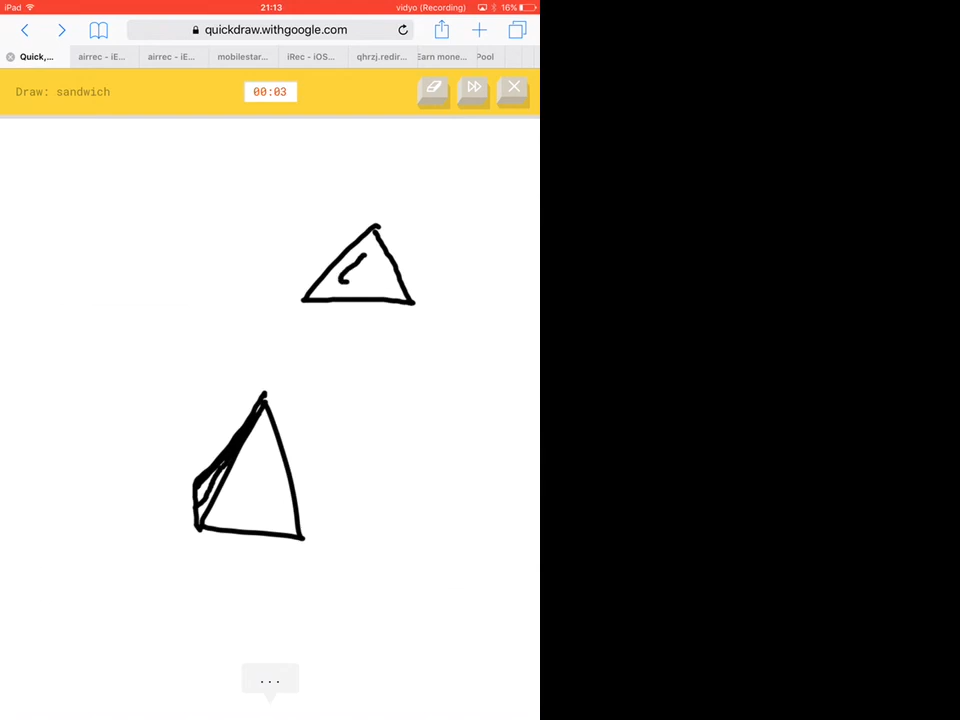 iPad 21:13 vidyo (Recording) 16%
quickdraw.withgoogle.com
Quick,... airrec - iE... airrec - iE... mobilestar... iRec - iOS... qhrzj.redir... Earn mone... Pool
Draw: sandwich 00:03
...